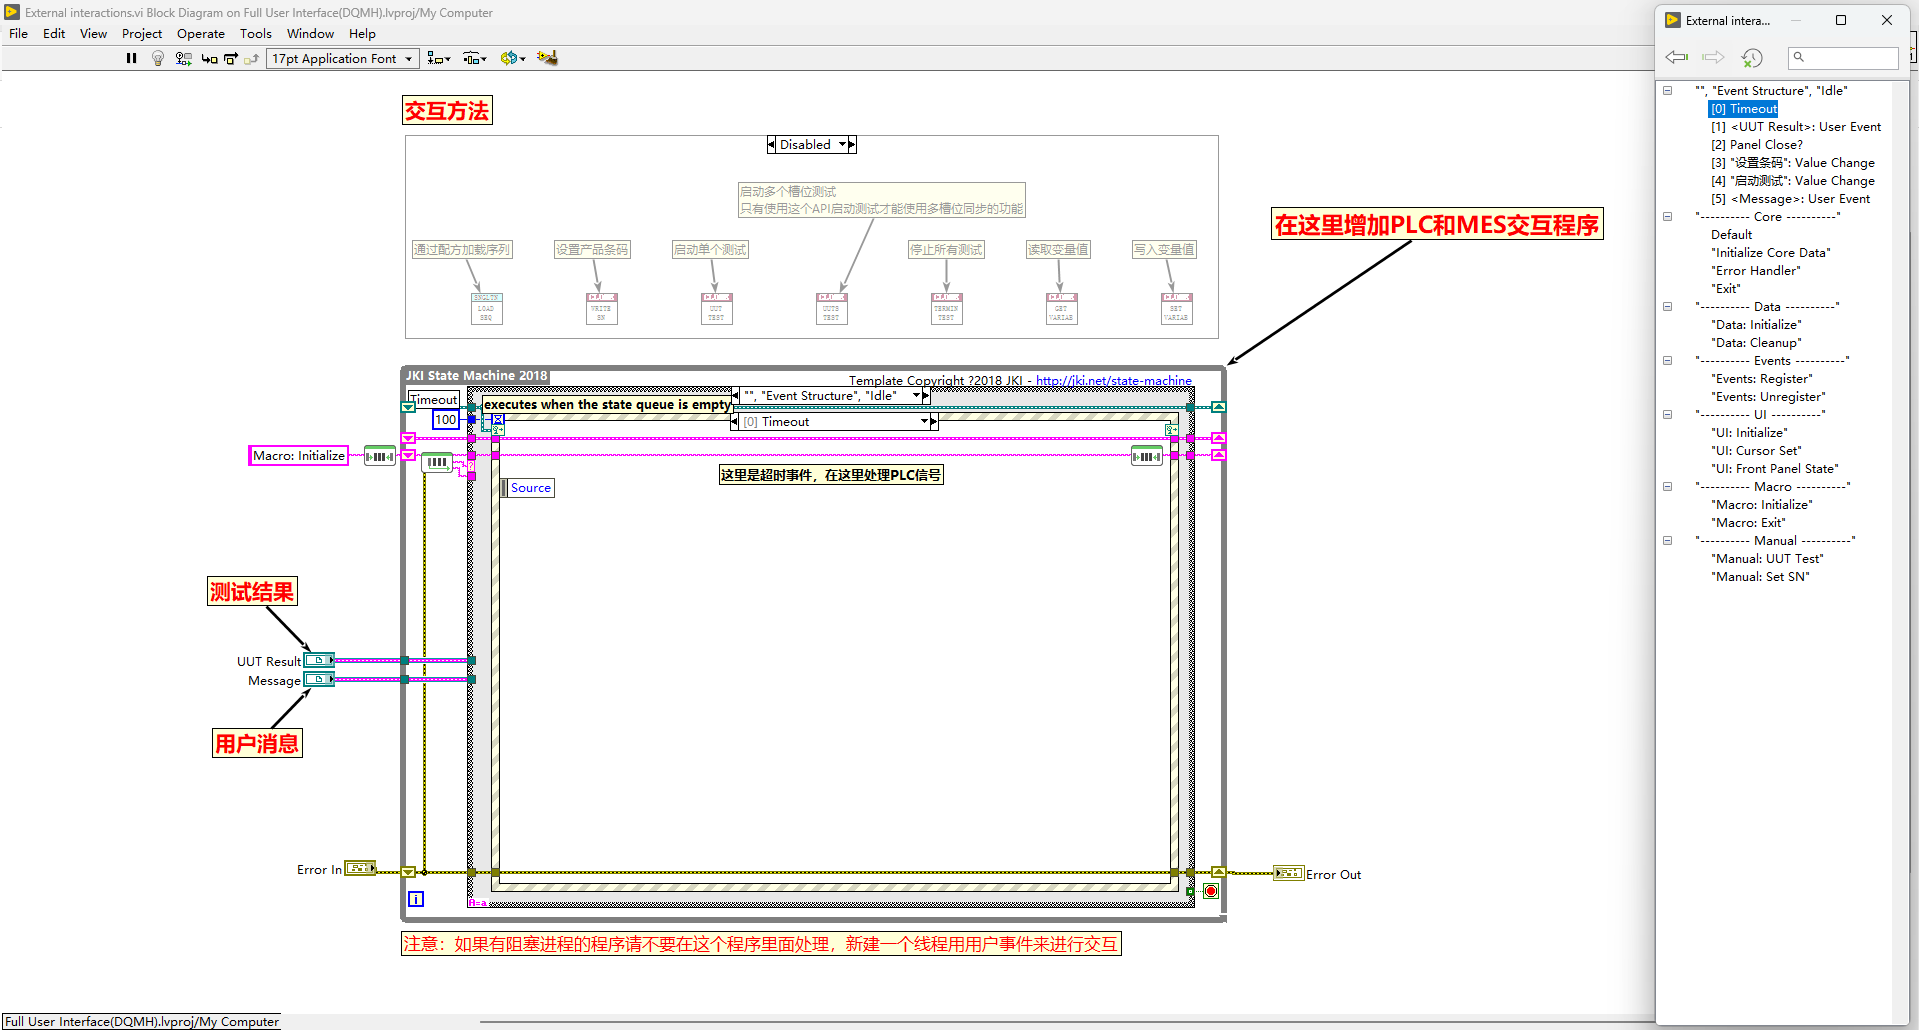 External interactions.vi Block Diagram on Full User Interface(DQMH).lvproj/My Computer
File Edit View Project Operate Tools Window Help
17pt Application Font
交互方法
Disabled
启动多个槽位测试
只有使用这个API启动测试才能使用多槽位同步的功能
通过配方加载序列
设置产品条码
启动单个测试
停止所有测试
读取变量值
写入变量值
SNGLTN
LOAD
SEQ
WRITE
SN
UUT
TEST
UUTS
TEST
TERMIN
TEST
GET
VARIAB
SET
VARIAB
在这里增加PLC和MES交互程序
JKI State Machine 2018
Template Copyright ?2018 JKI - http://jki.net/state-machine
Timeout
100
executes when the state queue is empty
"", "Event Structure", "Idle"
[0] Timeout
Macro: Initialize
这里是超时事件，在这里处理PLC信号
Source
测试结果
UUT Result
Message
用户消息
Error In
Error Out
i
A=a
注意：如果有阻塞进程的程序请不要在这个程序里面处理，新建一个线程用用户事件来进行交互
Full User Interface(DQMH).lvproj/My Computer
External intera...
"", "Event Structure", "Idle"
[0] Timeout
[1] <UUT Result>: User Event
[2] Panel Close?
[3] "设置条码": Value Change
[4] "启动测试": Value Change
[5] <Message>: User Event
"---------- Core ----------"
Default
"Initialize Core Data"
"Error Handler"
"Exit"
"---------- Data ----------"
"Data: Initialize"
"Data: Cleanup"
"---------- Events ----------"
"Events: Register"
"Events: Unregister"
"---------- UI ----------"
"UI: Initialize"
"UI: Cursor Set"
"UI: Front Panel State"
"---------- Macro ----------"
"Macro: Initialize"
"Macro: Exit"
"---------- Manual ----------"
"Manual: UUT Test"
"Manual: Set SN"